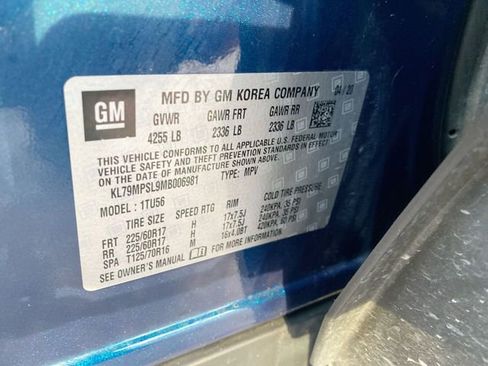 GM
MFD BY GM KOREA COMPANY 04/20
GVWR GAWR FRT GAWR RR
4255 LB 2336 LB 2336 LB
THIS VEHICLE CONFORMS TO ALL APPLICABLE U.S. FEDERAL MOTOR
VEHICLE SAFETY AND THEFT PREVENTION STANDARDS IN EFFECT
ON THE DATE OF MANUFACTURE SHOWN ABOVE.
KL79MPSL9MB006981 TYPE: MPV
MODEL: 1TU56
TIRE SIZE SPEED RTG RIM COLD TIRE PRESSURE
FRT 225/60R17 H 17x7.5J 240KPA, 35 PSI
RR 225/60R17 H 17x7.5J 240KPA, 35 PSI
SPA T125/70R16 M 16x4.0BT 420KPA, 60 PSI
SEE OWNER'S MANUAL FOR MORE INFORMATION.